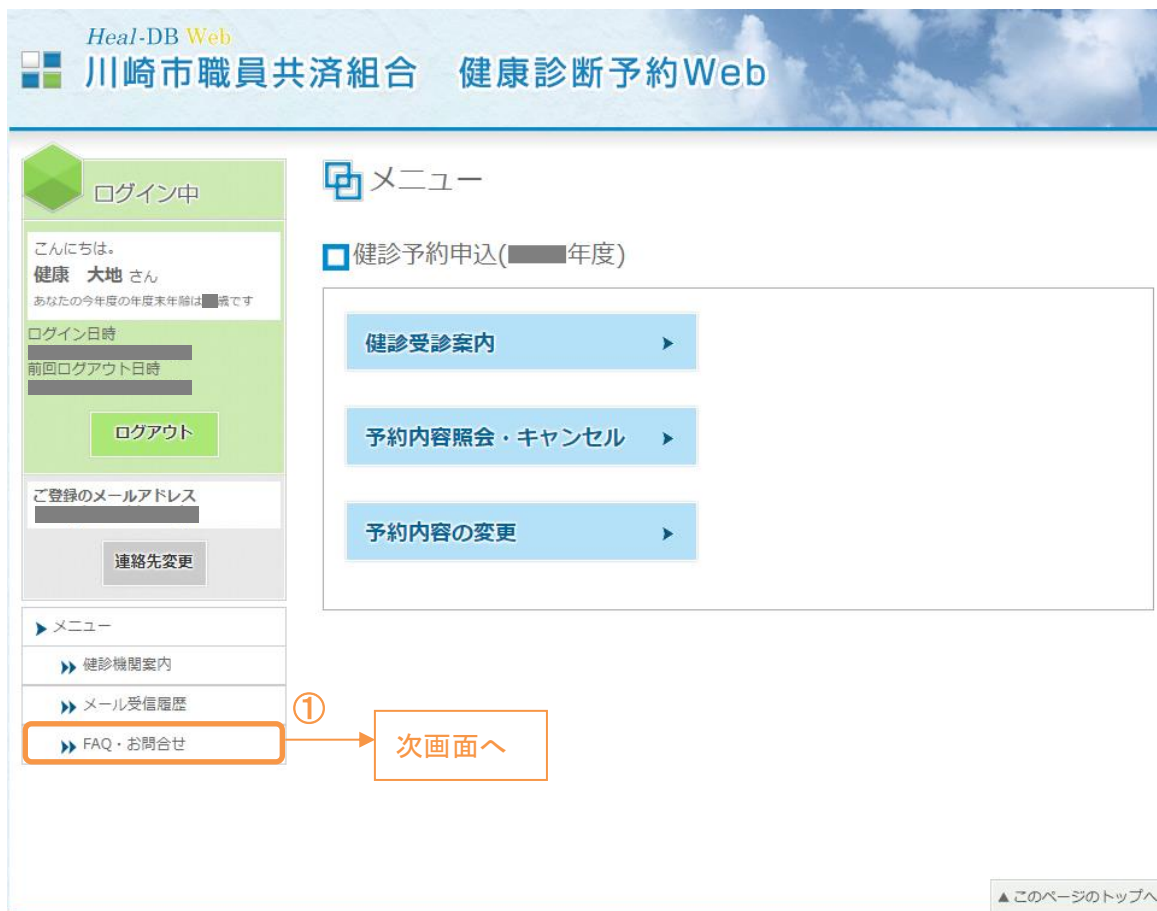 Heal-DB Web
川崎市職員共済組合　健康診断予約Web
ログイン中
こんにちは。
健康　大地 さん
あなたの今年度の年度末年齢は 歳です
ログイン日時
前回ログアウト日時
ログアウト
ご登録のメールアドレス
連絡先変更
メニュー
健診機関案内
メール受信履歴
FAQ・お問合せ
メニュー
健診予約申込( 年度)
健診受診案内
予約内容照会・キャンセル
予約内容の変更
①
次画面へ
▲このページのトップへ